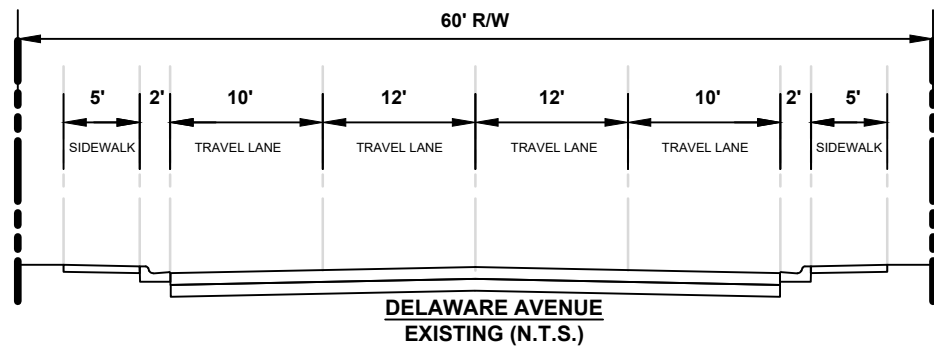 60' R/W
5' 2' 10' 12' 12' 10' 2' 5'
SIDEWALK TRAVEL LANE TRAVEL LANE TRAVEL LANE TRAVEL LANE SIDEWALK
DELAWARE AVENUE
EXISTING (N.T.S.)